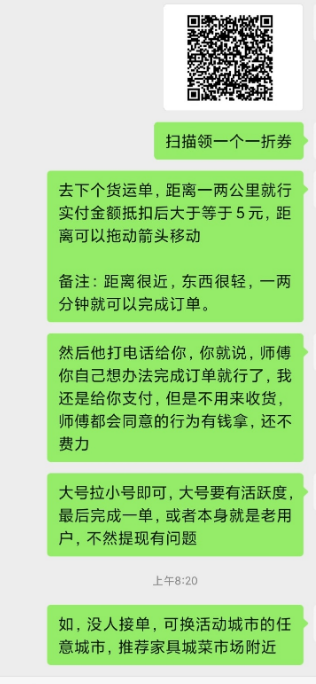 扫描领一个一折券
去下个货运单，距离一两公里就行
实付金额抵扣后大于等于5元，距
离可以拖动箭头移动
备注：距离很近，东西很轻，一两
分钟就可以完成订单。
然后他打电话给你，你就说，师傅
你自己想办法完成订单就行了，我
还是给你支付，但是不用来收货，
师傅都会同意的行为有钱拿，还不
费力
大号拉小号即可，大号要有活跃度，
最后完成一单，或者本身就是老用
户，不然提现有问题
上午8:20
如，没人接单，可换活动城市的任
意城市，推荐家具城菜市场附近